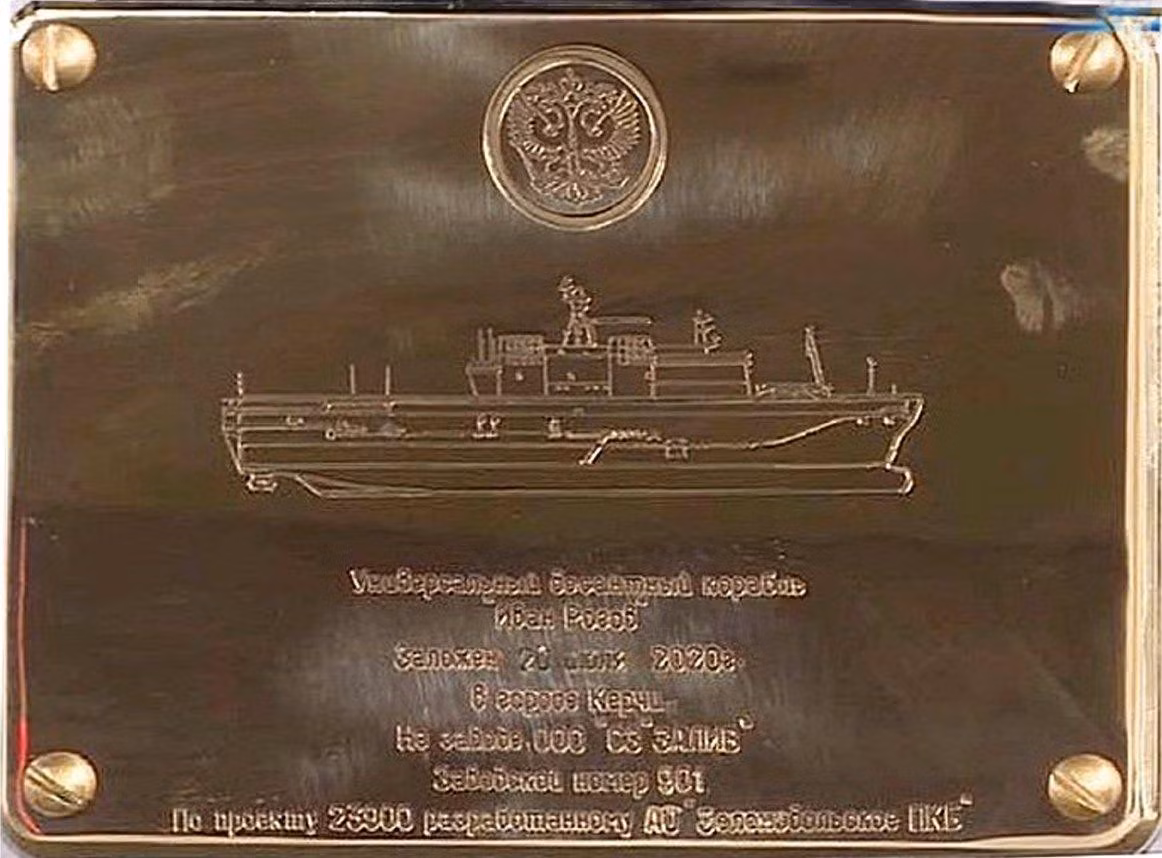 Универсальный десантный корабль
Иван Рогов
Заложен 20 июля 2020г.
в городе Керчи
На заводе ООО "СЗ "ЗАЛИВ"
Заводской номер 901
По проекту 23900 разработанному АО "Зеленодольское ПКБ"